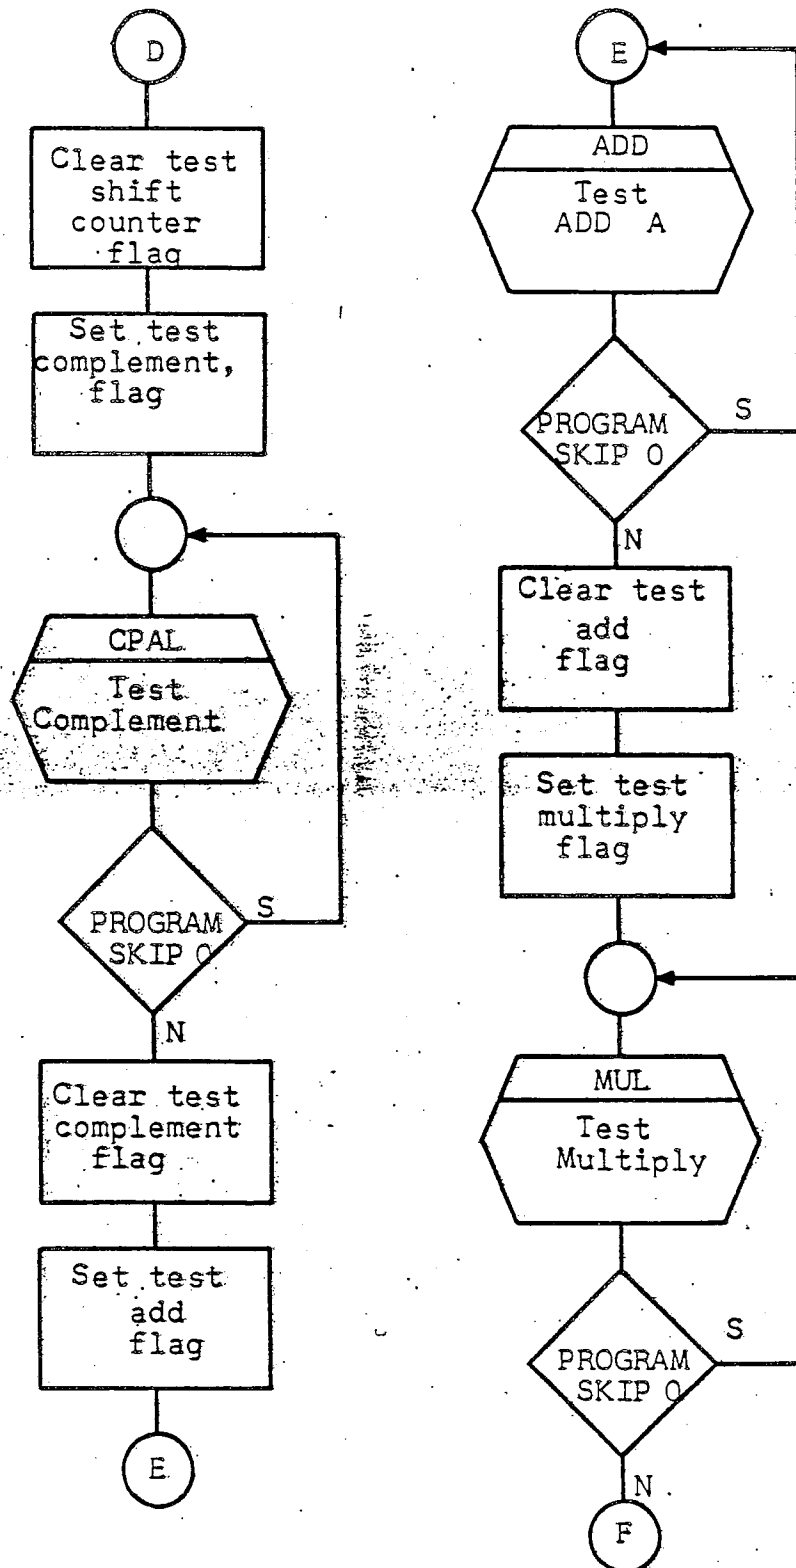 D
Clear test
shift
counter
flag
Set test
complement,
flag
CPAL
Test
Complement
PROGRAM
SKIP 0
S
N
Clear test
complement
flag
Set test
add
flag
E
E
ADD
Test
ADD A
PROGRAM
SKIP 0
S
N
Clear test
add
flag
Set test
multiply
flag
MUL
Test
Multiply
PROGRAM
SKIP 0
S
N
F